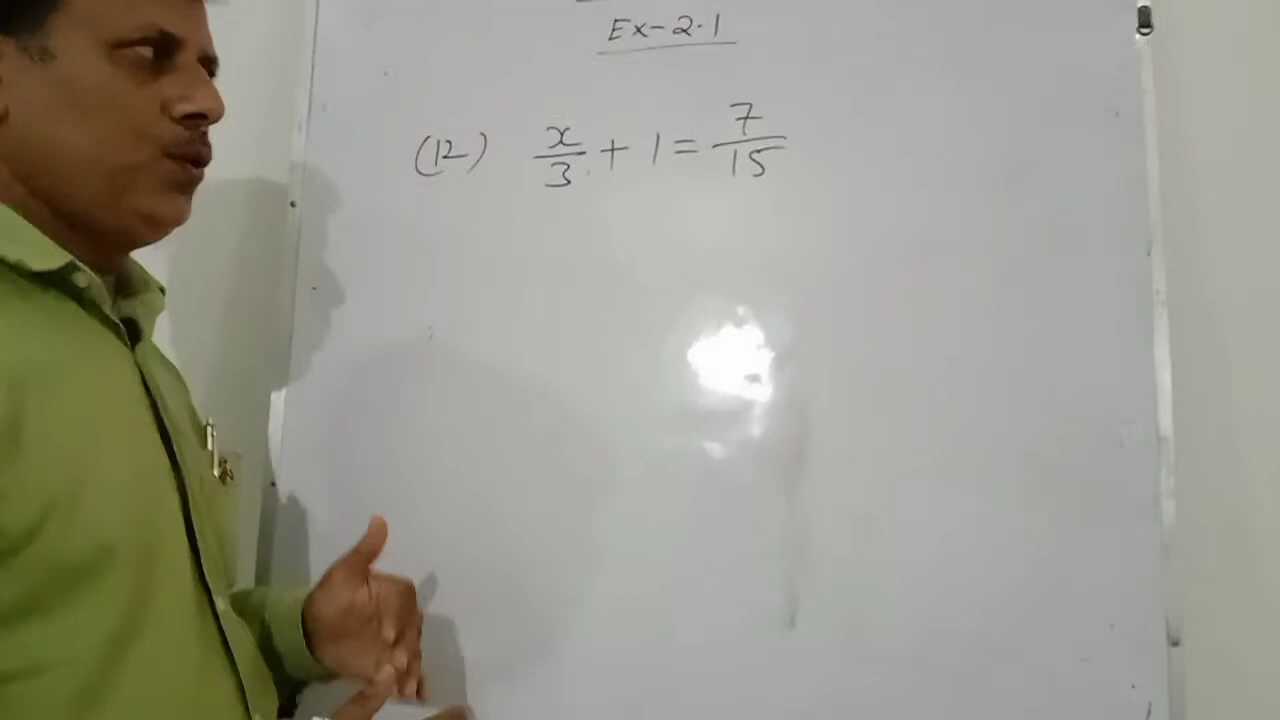 Ex-2.1
(12) x/3 + 1 = 7/15